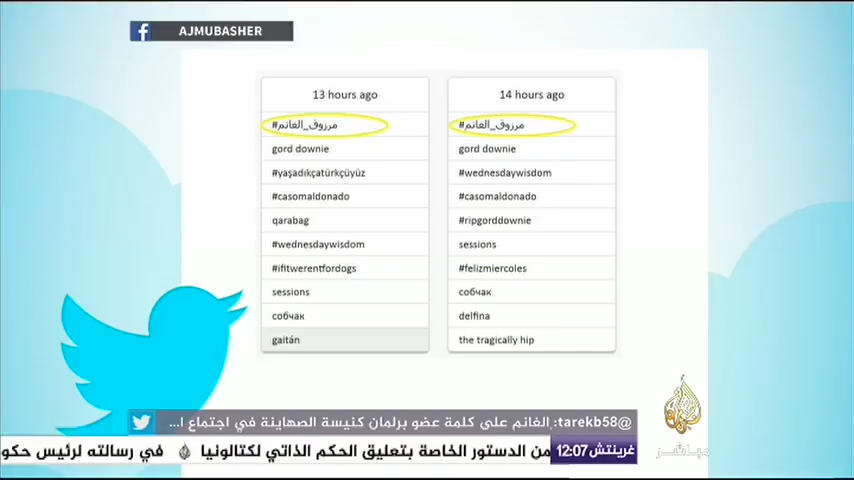 AJMUBASHER
13 hours ago
#مرزوق_الغانم
gord downie
#yaşadıkçatürkçüyüz
#casomaldonado
qarabag
#wednesdaywisdom
#ifitwerentfordogs
sessions
собчак
gaitán
14 hours ago
#مرزوق_الغانم
gord downie
#wednesdaywisdom
#casomaldonado
#ripgorddownie
sessions
#felizmiercoles
собчак
delfina
the tragically hip
@tarekb58: الغانم على كلمة عضو برلمان كنيسة الصهاينة في اجتماع ا...
غرينتش 12:07
من الدستور الخاصة بتعليق الحكم الذاتي لكتالونيا في رسالته لرئيس حكو
مباشر